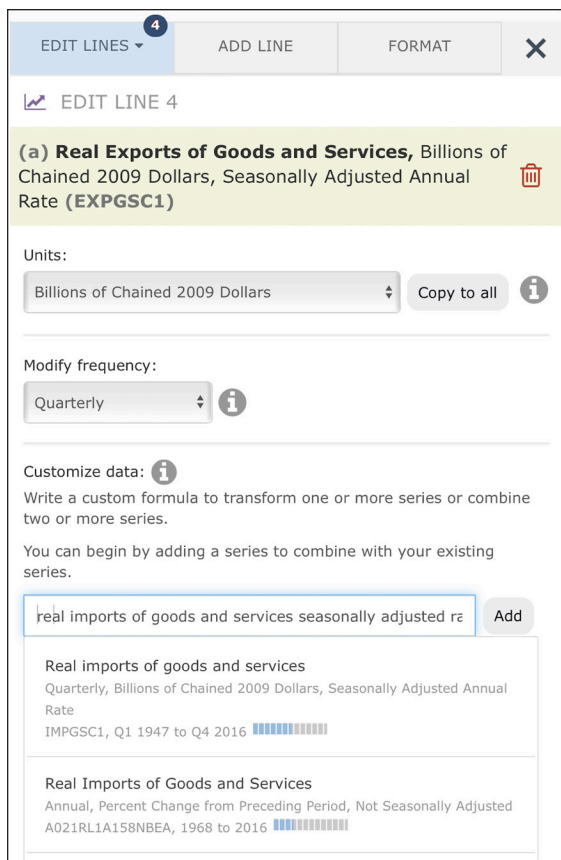 4
EDIT LINES
ADD LINE
FORMAT
EDIT LINE 4
(a) Real Exports of Goods and Services, Billions of
Chained 2009 Dollars, Seasonally Adjusted Annual
Rate (EXPGSC1)
Units:
Billions of Chained 2009 Dollars
Copy to all
Modify frequency:
Quarterly
Customize data:
Write a custom formula to transform one or more series or combine
two or more series.
You can begin by adding a series to combine with your existing
series.
real imports of goods and services seasonally adjusted ra
Add
Real imports of goods and services
Quarterly, Billions of Chained 2009 Dollars, Seasonally Adjusted Annual
Rate
IMPGSC1, Q1 1947 to Q4 2016
Real Imports of Goods and Services
Annual, Percent Change from Preceding Period, Not Seasonally Adjusted
A021RL1A158NBEA, 1968 to 2016